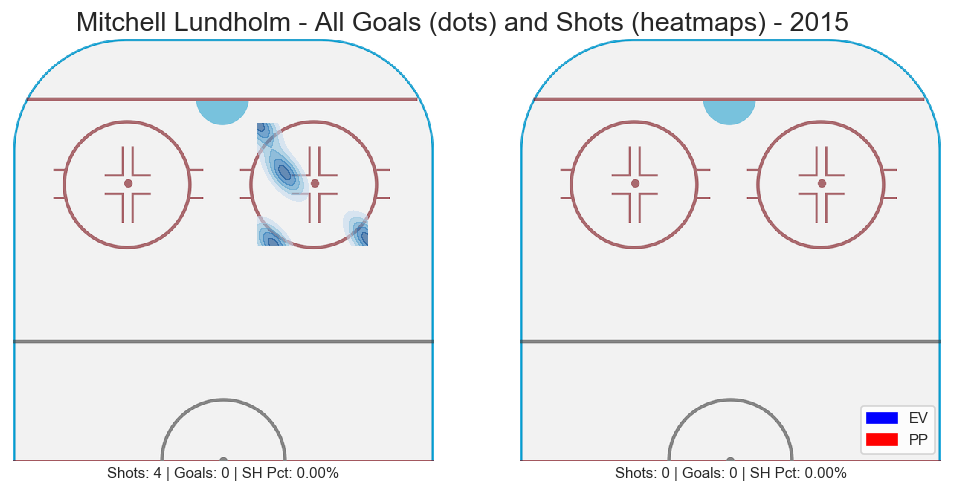 Mitchell Lundholm - All Goals (dots) and Shots (heatmaps) - 2015
EV
PP
Shots: 4 | Goals: 0 | SH Pct: 0.00%
Shots: 0 | Goals: 0 | SH Pct: 0.00%